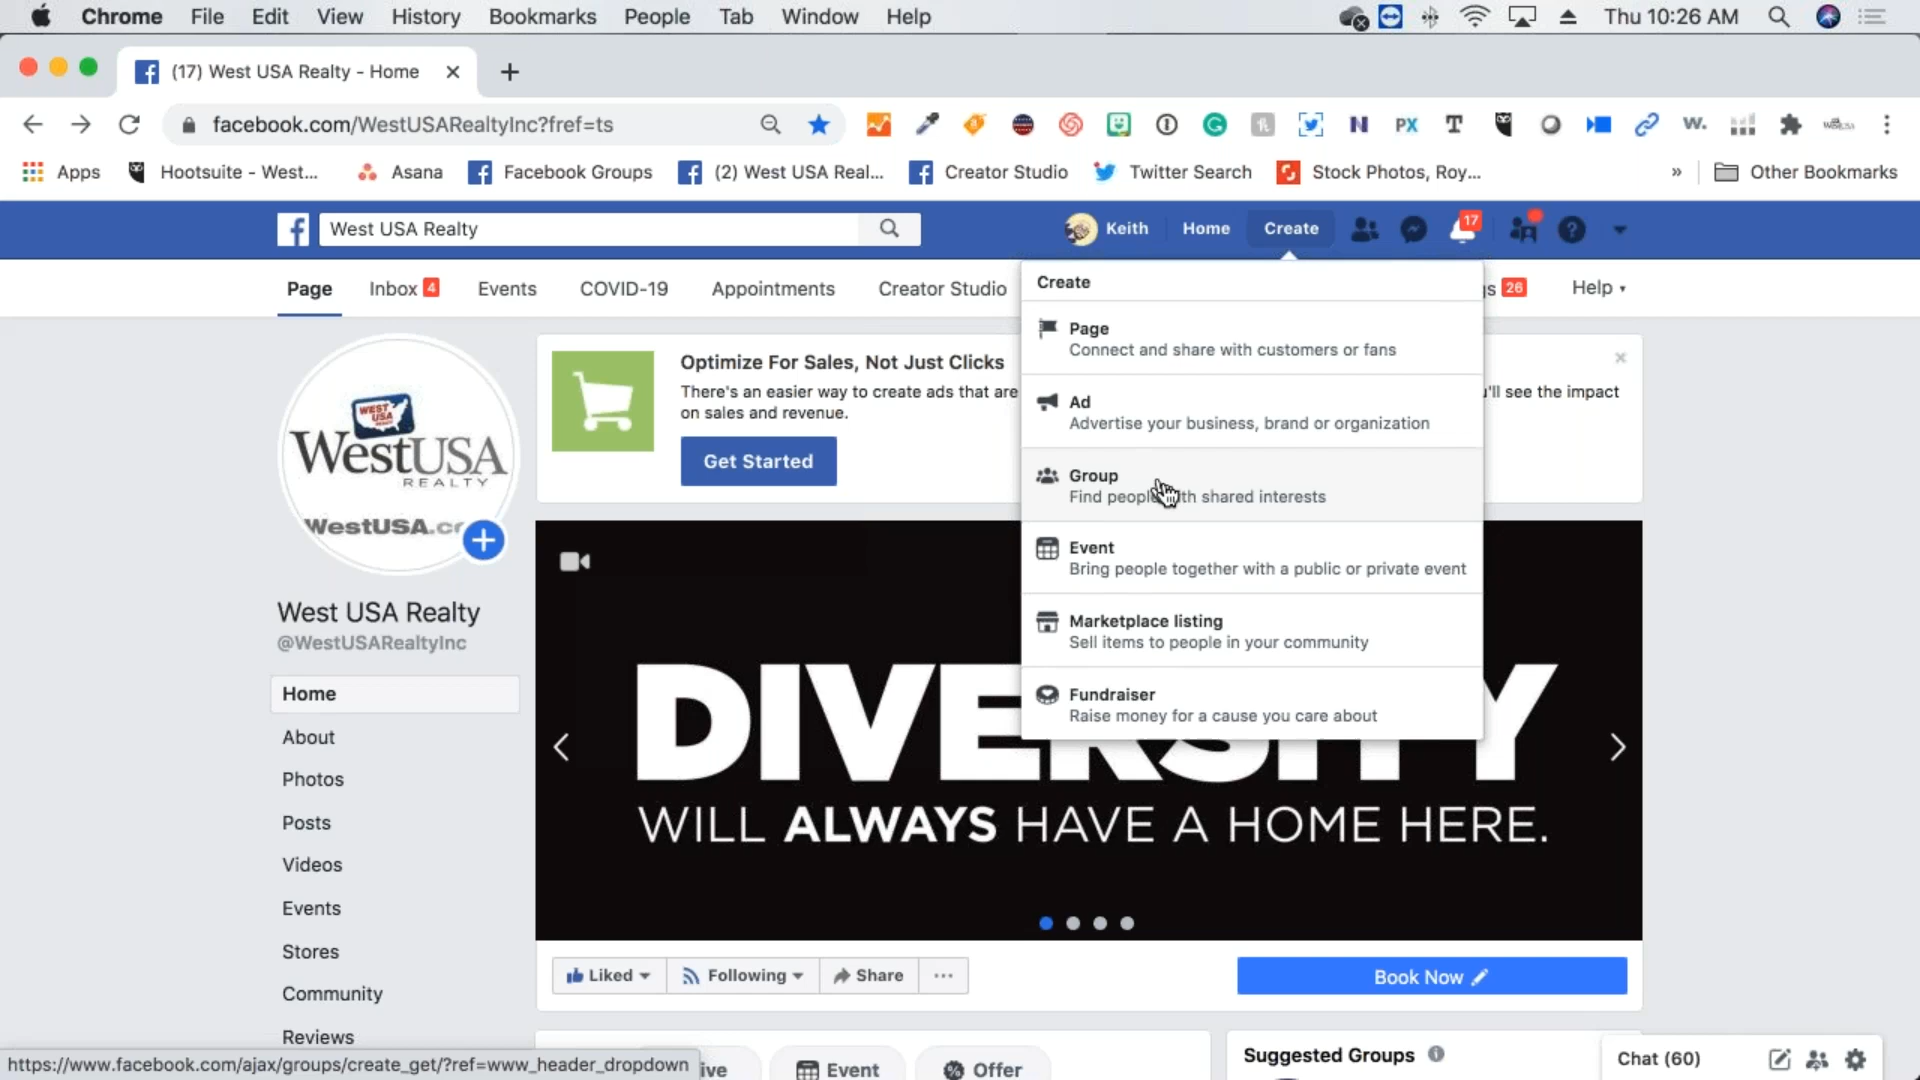 Chrome File Edit View History Bookmarks People Tab Window Help Thu 10:26 AM
(17) West USA Realty - Home
facebook.com/WestUSARealtyInc?fref=ts
Apps Hootsuite - West... Asana Facebook Groups (2) West USA Real... Creator Studio Twitter Search Stock Photos, Roy... » Other Bookmarks
West USA Realty Keith Home Create 17
Page Inbox 4 Events COVID-19 Appointments Creator Studio gs 26 Help
Create
Page
Connect and share with customers or fans
Ad
Advertise your business, brand or organization
Group
Find people with shared interests
Event
Bring people together with a public or private event
Marketplace listing
Sell items to people in your community
Fundraiser
Raise money for a cause you care about
Optimize For Sales, Not Just Clicks
There's an easier way to create ads that are 'll see the impact
on sales and revenue.
Get Started
WEST
USA
WestUSA
REALTY
WestUSA.co
West USA Realty
@WestUSARealtyInc
Home
About
Photos
Posts
Videos
Events
Stores
Community
Reviews
DIVERSITY
WILL ALWAYS HAVE A HOME HERE.
Liked Following Share ... Book Now
ive Event Offer
Suggested Groups
Chat (60)
https://www.facebook.com/ajax/groups/create_get/?ref=www_header_dropdown